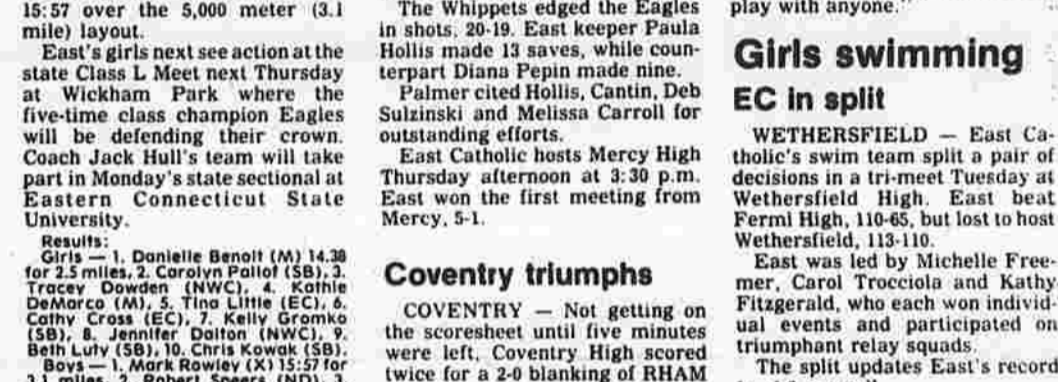 15:57 over the 5,000 meter (3.1
mile) layout.
East's girls next see action at the
state Class L Meet next Thursday
at Wickham Park where the
five-time class champion Eagles
will be defending their crown.
Coach Jack Hull's team will take
part in Monday's state sectional at
Eastern Connecticut State
University.
Results:
Girls — 1. Danielle Benoit (M) 14.38
for 2.5 miles, 2. Carolyn Pallof (SB), 3.
Tracey Dowden (NWC), 4. Kathie
DeMarco (M), 5. Tina Little (EC), 6.
Cathy Cross (EC), 7. Kelly Gromko
(SB), 8. Jennifer Dalton (NWC), 9.
Beth Luty (SB), 10. Chris Kowak (SB).
Boys — 1. Mark Rowley (X) 15:57 for
3.1 miles, 2. Robert Speers (ND), 3.
The Whippets edged the Eagles
in shots, 20-19. East keeper Paula
Hollis made 13 saves, while coun-
terpart Diana Pepin made nine.
Palmer cited Hollis, Cantin, Deb
Sulzinski and Melissa Carroll for
outstanding efforts.
East Catholic hosts Mercy High
Thursday afternoon at 3:30 p.m.
East won the first meeting from
Mercy, 5-1.
Coventry triumphs
COVENTRY — Not getting on
the scoresheet until five minutes
were left, Coventry High scored
twice for a 2-0 blanking of RHAM
play with anyone."
Girls swimming
EC in split
WETHERSFIELD — East Ca-
tholic's swim team split a pair of
decisions in a tri-meet Tuesday at
Wethersfield High. East beat
Fermi High, 110-65, but lost to host
Wethersfield, 113-110.
East was led by Michelle Free-
mer, Carol Trocciola and Kathy
Fitzgerald, who each won individ-
ual events and participated on
triumphant relay squads.
The split updates East's record